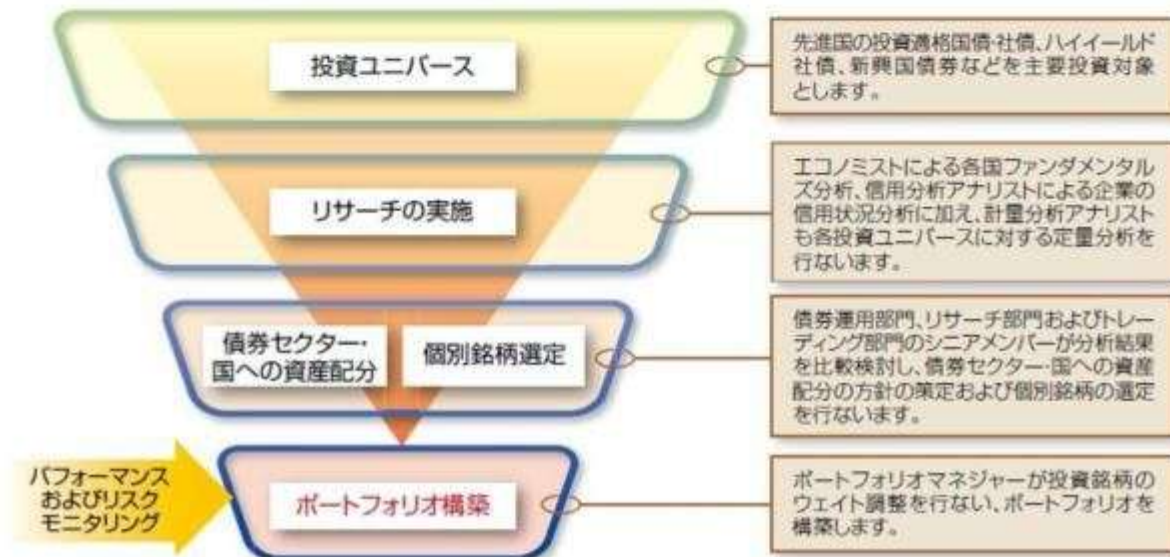 投資ユニバース
先進国の投資適格国債・社債、ハイイールド
社債、新興国債券などを主要投資対象
とします。
リサーチの実施
エコノミストによる各国ファンダメンタル
ズ分析、信用分析アナリストによる企業の
信用状況分析に加え、計量分析アナリスト
も各投資ユニバースに対する定量分析を
行ないます。
債券セクター・
国への資産配分
個別銘柄選定
債券運用部門、リサーチ部門およびトレー
ディング部門のシニアメンバーが分析結果
を比較検討し、債券セクター・国への資産
配分の方針の策定および個別銘柄の選定
を行ないます。
パフォーマンス
およびリスク
モニタリング
ポートフォリオ構築
ポートフォリオマネジャーが投資銘柄の
ウェイト調整を行ない、ポートフォリオを
構築します。